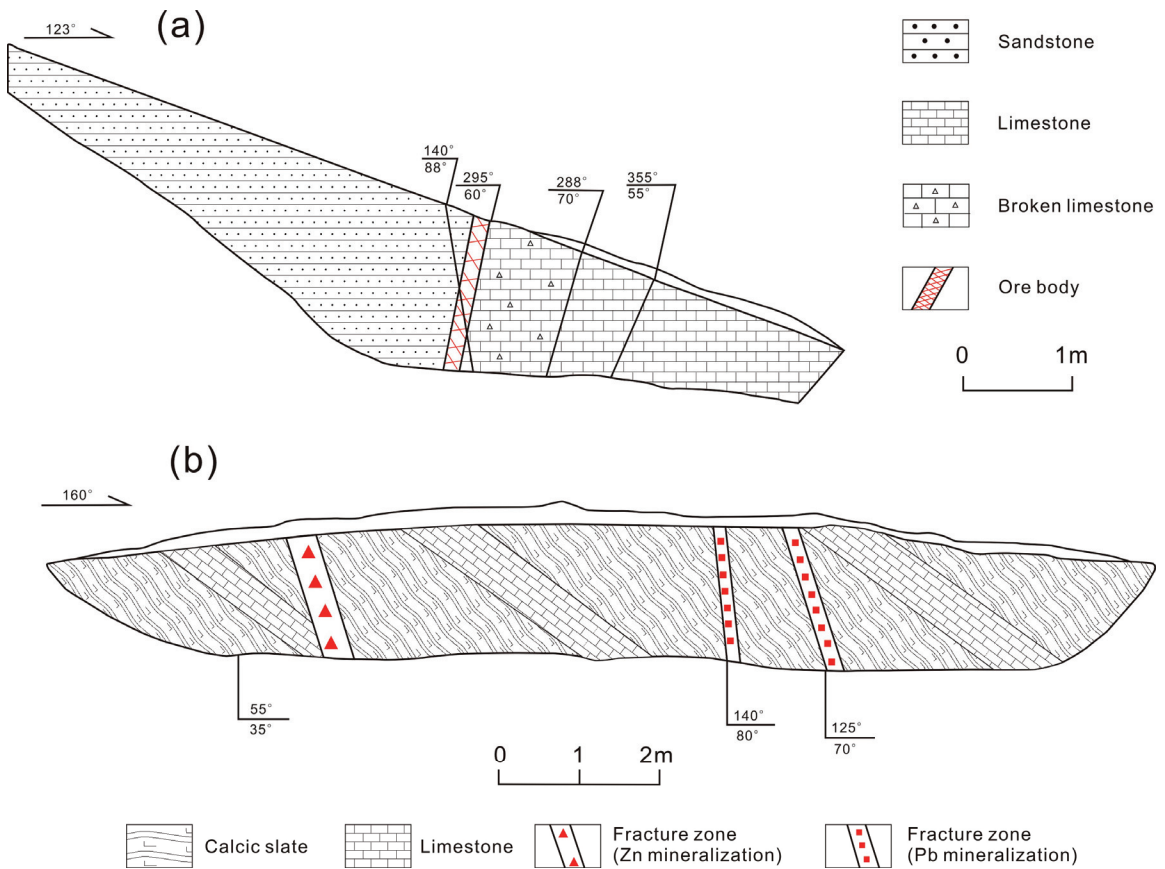 (a)
123°
140°
88°
295°
60°
288°
70°
355°
55°
Sandstone
Limestone
Broken limestone
Ore body
0 1m
(b)
160°
55°
35°
140°
80°
125°
70°
0 1 2m
Calcic slate
Limestone
Fracture zone
(Zn mineralization)
Fracture zone
(Pb mineralization)